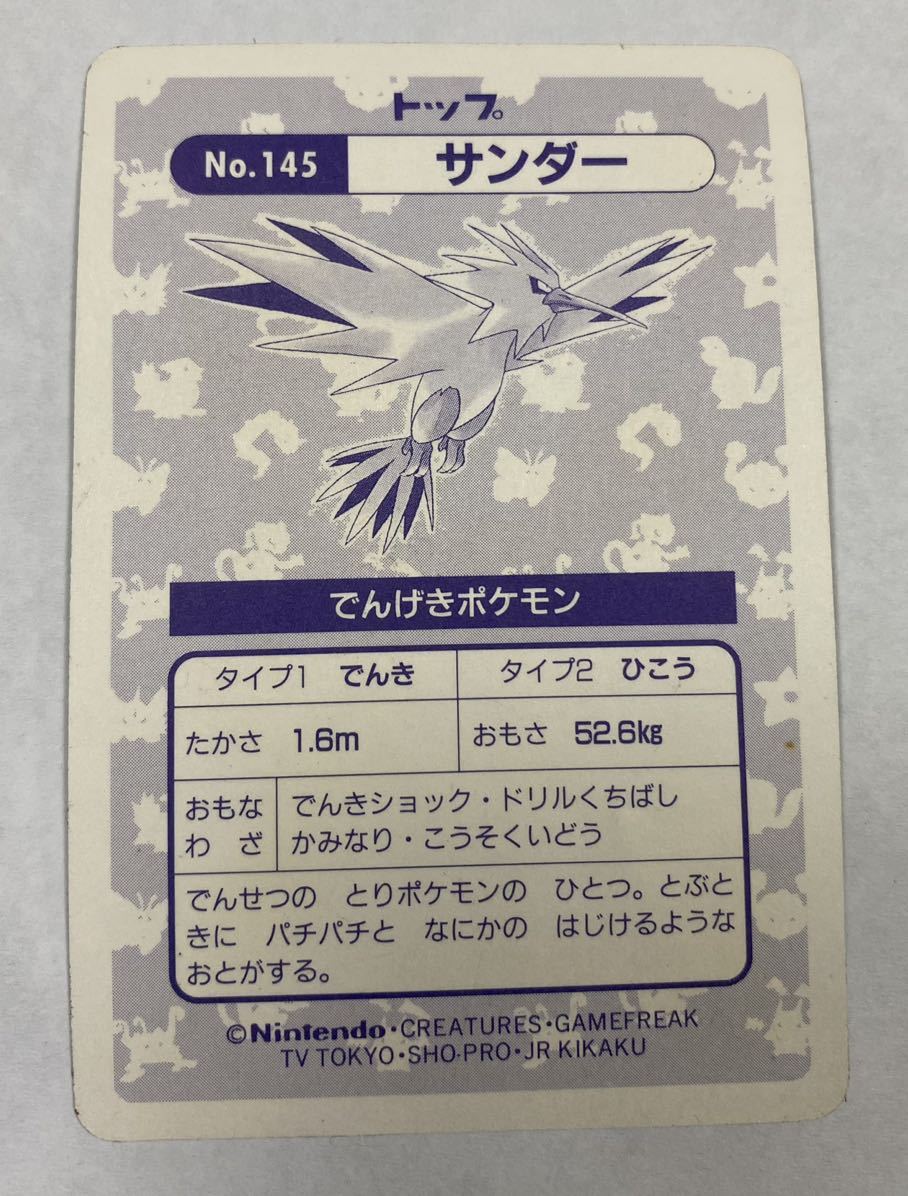 トップ。
No.145 サンダー
でんげきポケモン
タイプ1 でんき タイプ2 ひこう
たかさ 1.6m おもさ 52.6kg
おもな でんきショック・ドリルくちばし
わ ざ かみなり・こうそくいどう
でんせつの とりポケモンの ひとつ。とぶと
きに パチパチと なにかの はじけるような
おとがする。
©Nintendo・CREATURES・GAMEFREAK
TV TOKYO・SHO-PRO・JR KIKAKU